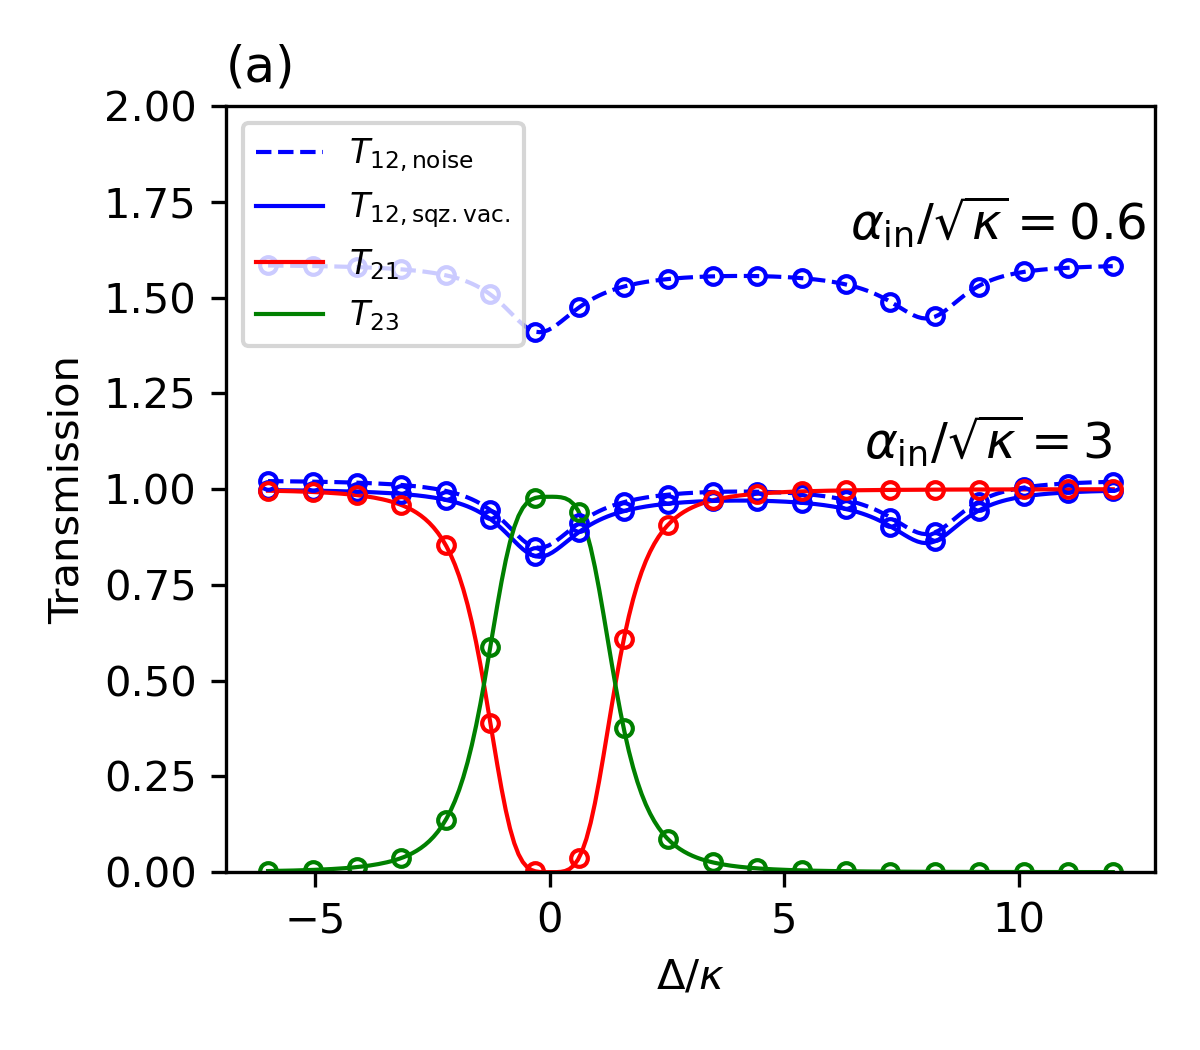 (a)
2.00
1.75
1.50
1.25
1.00
0.75
0.50
0.25
0.00
Transmission
T12, noise
T12, sqz. vac.
T21
T23
αin/√κ = 0.6
αin/√κ = 3
−5 0 5 10
Δ/κ